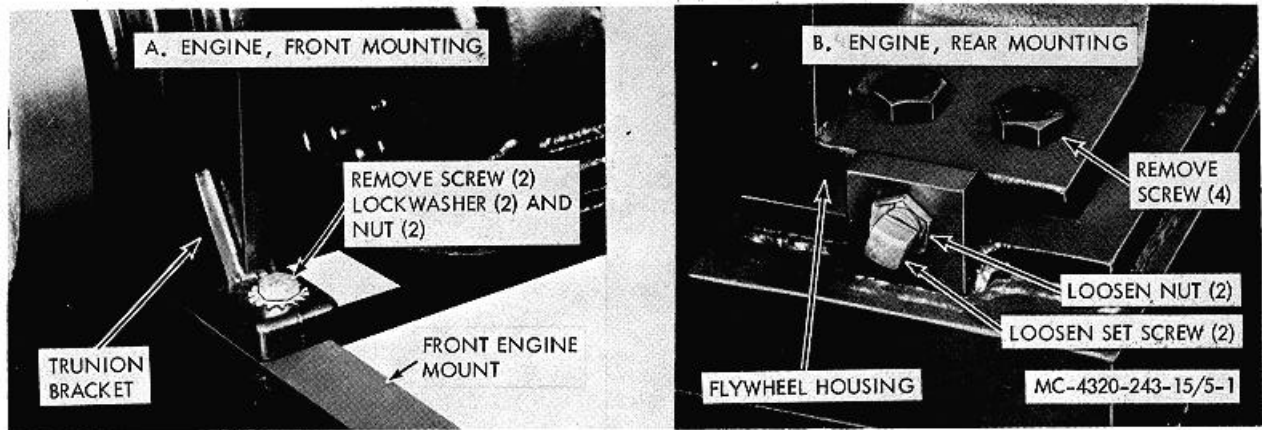 A. ENGINE, FRONT MOUNTING
REMOVE SCREW (2)
LOCKWASHER (2) AND
NUT (2)
TRUNION
BRACKET
FRONT ENGINE
MOUNT
B. ENGINE, REAR MOUNTING
REMOVE
SCREW (4)
LOOSEN NUT (2)
LOOSEN SET SCREW (2)
FLYWHEEL HOUSING
MC-4320-243-15/5-1